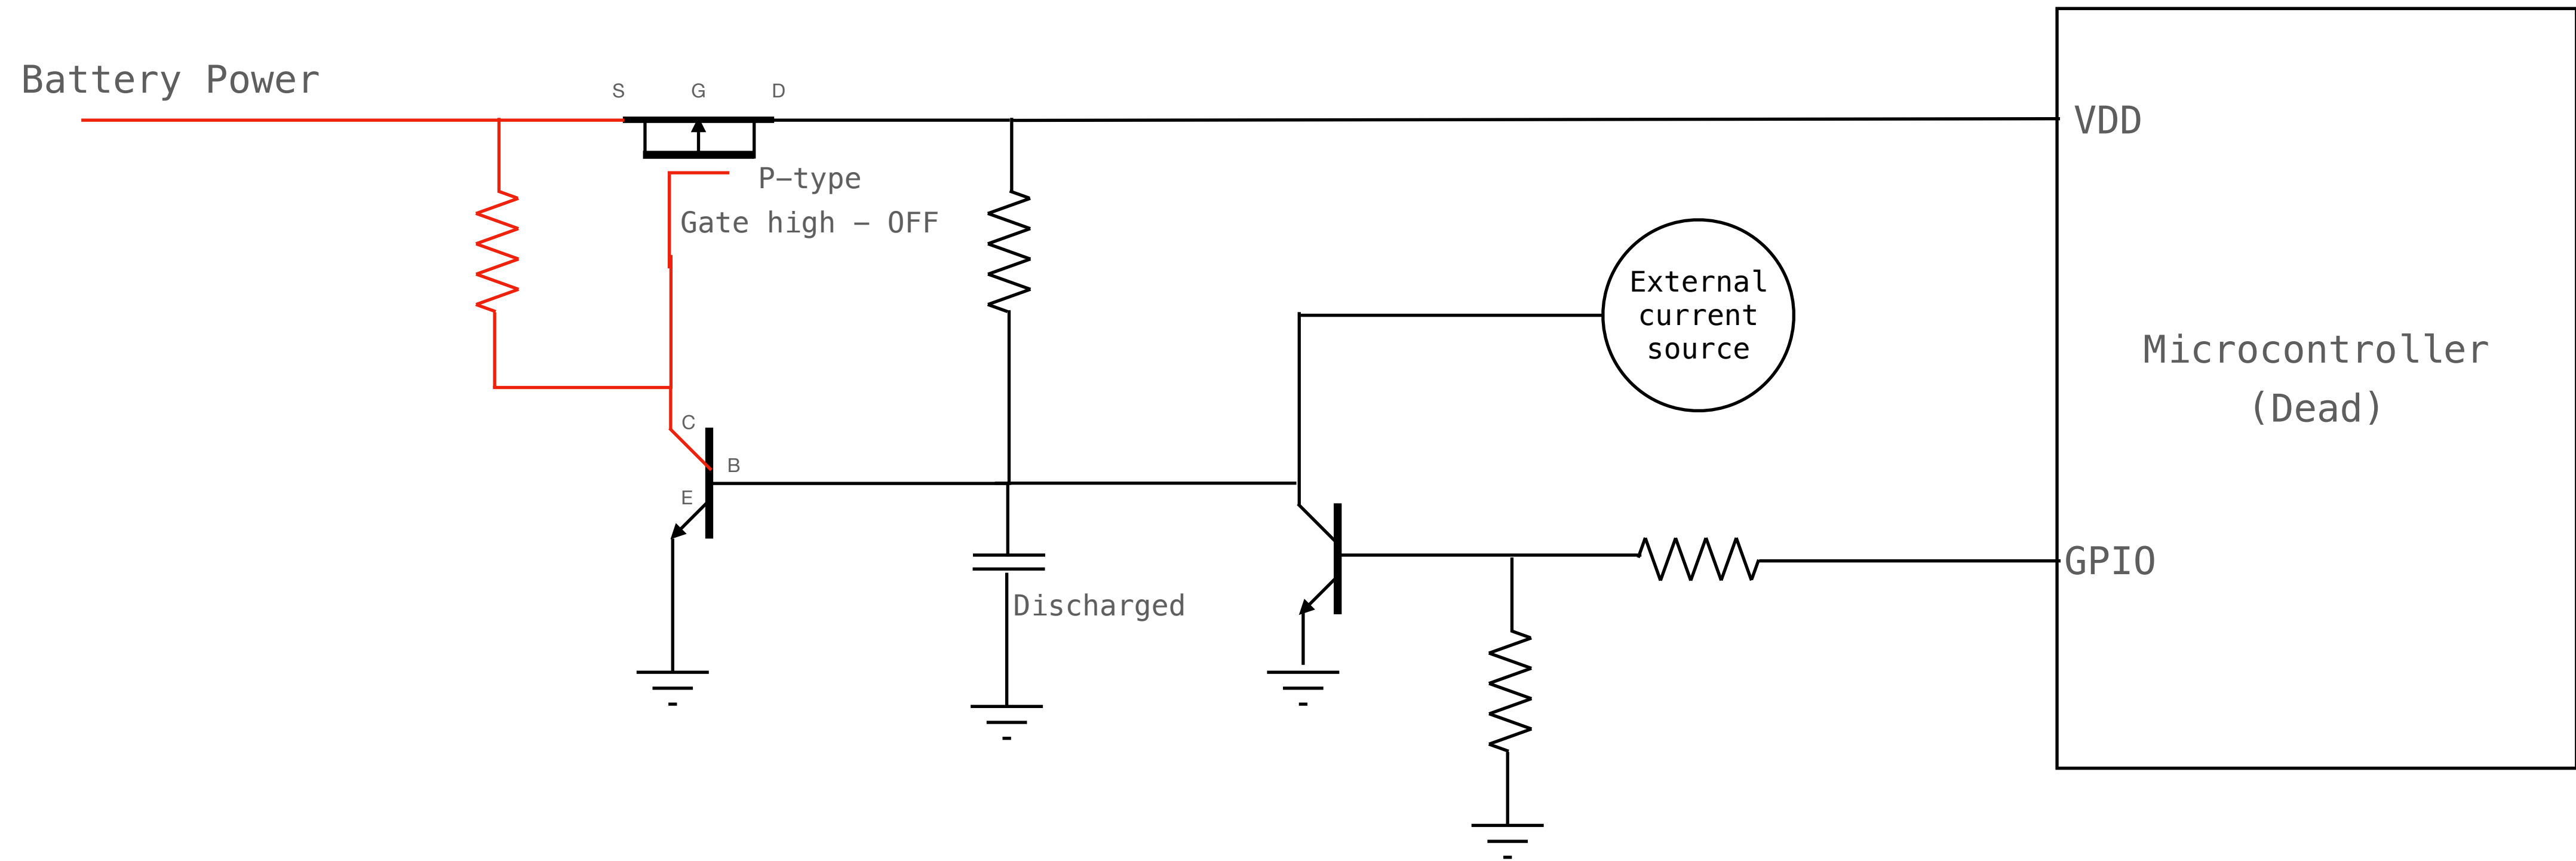 Battery Power
S G D
P-type
Gate high - OFF
VDD
External
current
source
Microcontroller
(Dead)
C
B
E
GPIO
Discharged